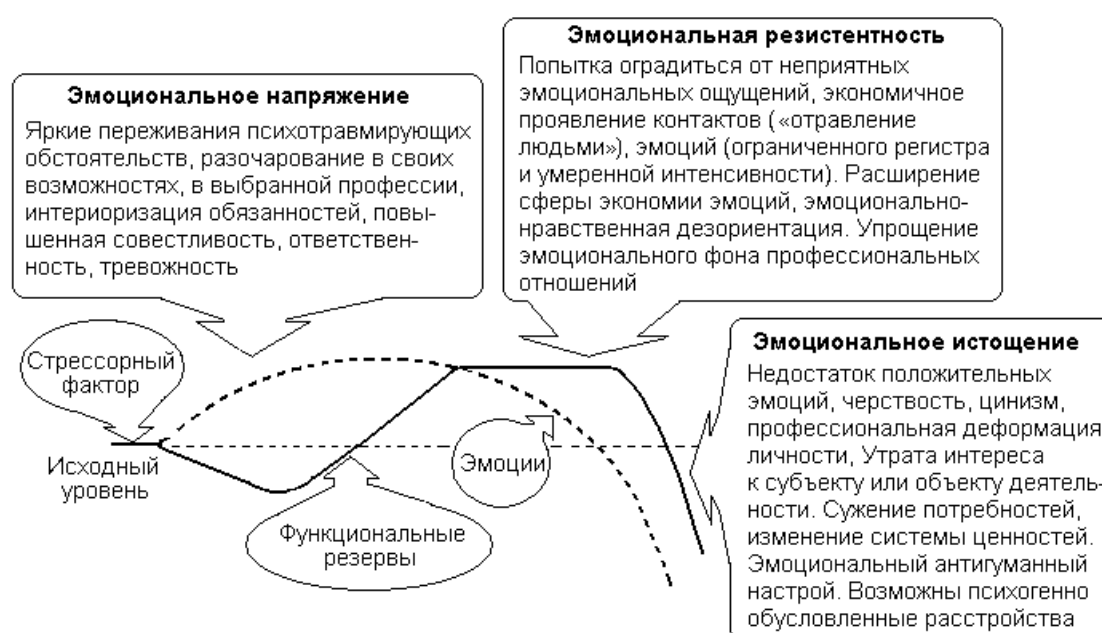 Эмоциональное напряжение
Яркие переживания психотравмирующих
обстоятельств, разочарование в своих
возможностях, в выбранной профессии,
интериоризация обязанностей, повы-
шенная совестливость, ответствен-
ность, тревожность
Эмоциональная резистентность
Попытка оградиться от неприятных
эмоциональных ощущений, экономичное
проявление контактов («отравление
людьми»), эмоций (ограниченного регистра
и умеренной интенсивности). Расширение
сферы экономии эмоций, эмоционально-
нравственная дезориентация. Упрощение
эмоционального фона профессиональных
отношений
Стрессорный
фактор
Исходный
уровень
Функциональные
резервы
Эмоции
Эмоциональное истощение
Недостаток положительных
эмоций, черствость, цинизм,
профессиональная деформация
личности, Утрата интереса
к субъекту или объекту деятель-
ности. Сужение потребностей,
изменение системы ценностей.
Эмоциональный антигуманный
настрой. Возможны психогенно
обусловленные расстройства